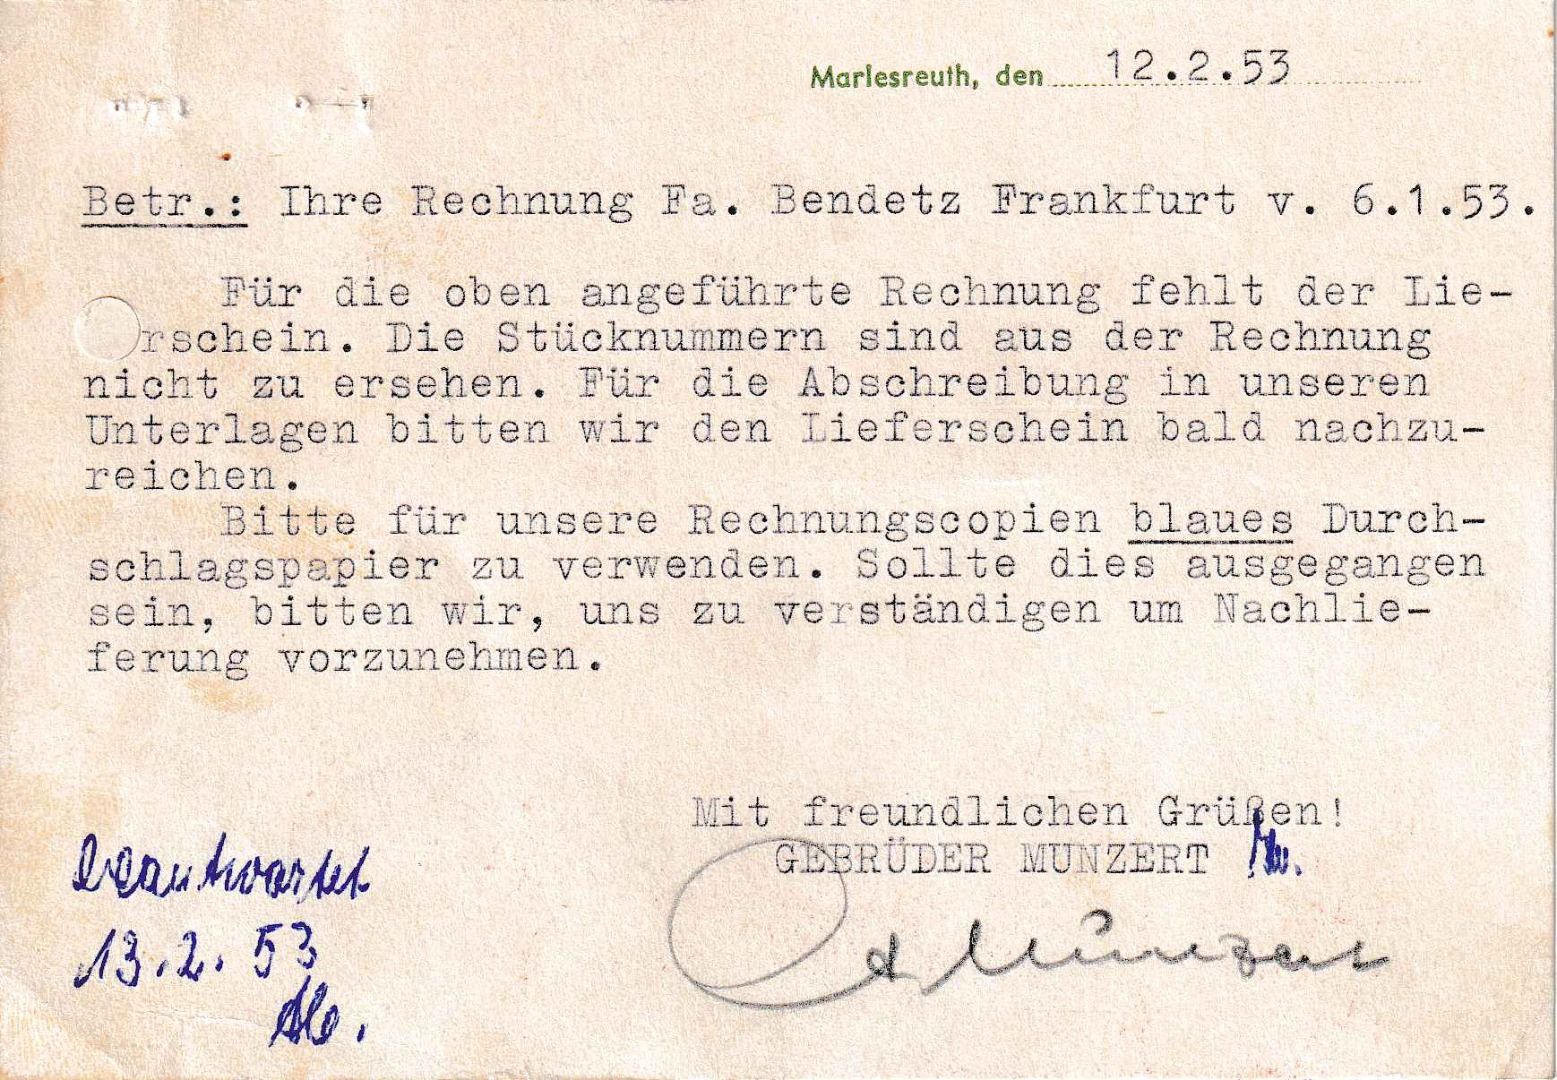 Marlesreuth, den 12.2.53
Betr.: Ihre Rechnung Fa. Bendetz Frankfurt v. 6.1.53.
Für die oben angeführte Rechnung fehlt der Lie-
rschein. Die Stücknummern sind aus der Rechnung
nicht zu ersehen. Für die Abschreibung in unseren
Unterlagen bitten wir den Lieferschein bald nachzu-
reichen.
Bitte für unsere Rechnungscopien blaues Durch-
schlagspapier zu verwenden. Sollte dies ausgegangen
sein, bitten wir, uns zu verständigen um Nachlie-
ferung vorzunehmen.
Mit freundlichen Grüßen!
GEBRÜDER MUNZERT
Münzert
Beantwortet
13.2.53